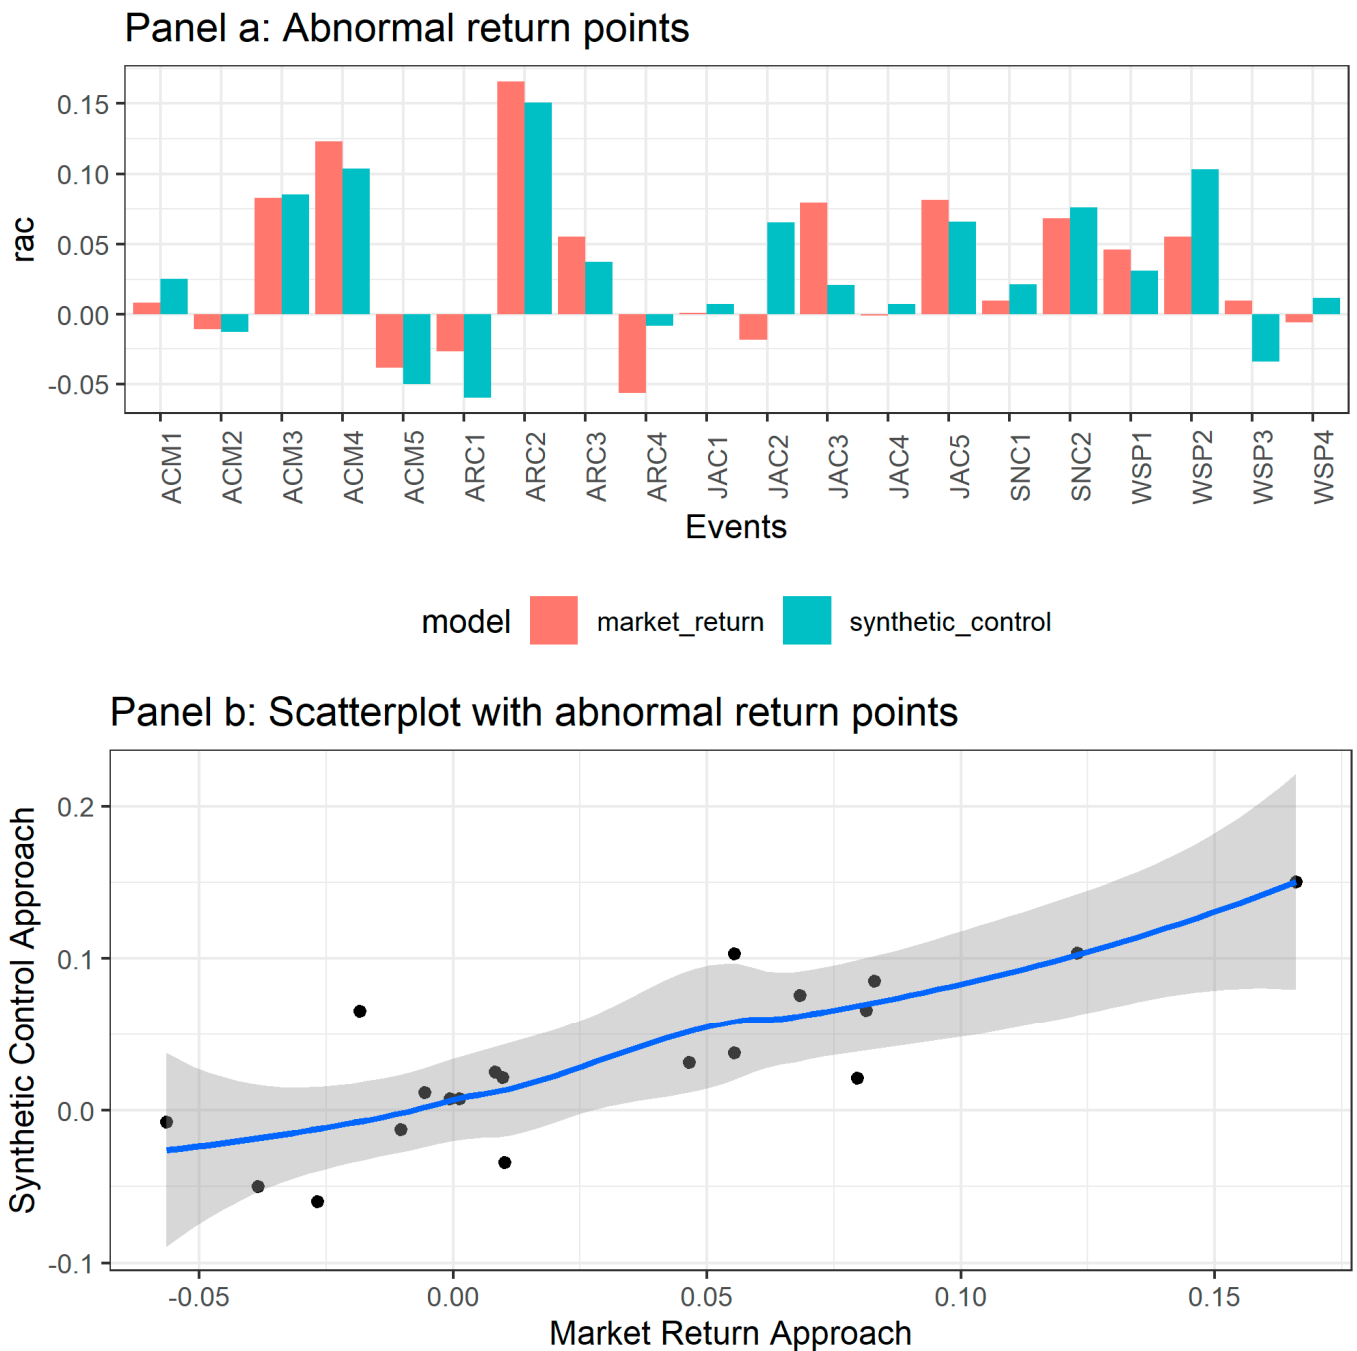 Panel a: Abnormal return points
rac
0.15
0.10
0.05
0.00
-0.05
ACM1 ACM2 ACM3 ACM4 ACM5 ARC1 ARC2 ARC3 ARC4 JAC1 JAC2 JAC3 JAC4 JAC5 SNC1 SNC2 WSP1 WSP2 WSP3 WSP4
Events
model market_return synthetic_control
Panel b: Scatterplot with abnormal return points
Synthetic Control Approach
0.2
0.1
0.0
-0.1
-0.05 0.00 0.05 0.10 0.15
Market Return Approach